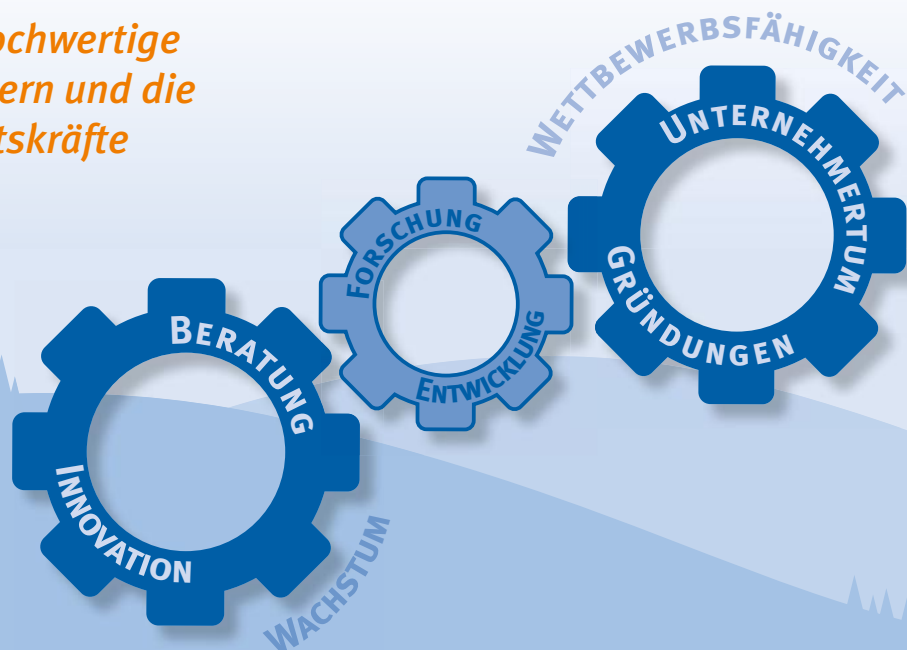 ochwertige
ern und die
tskräfte
WETTBEWERBSFÄHIGKEIT
UNTERNEHMERTUM
GRÜNDUNGEN
FORSCHUNG
ENTWICKLUNG
BERATUNG
INNOVATION
WACHSTUM